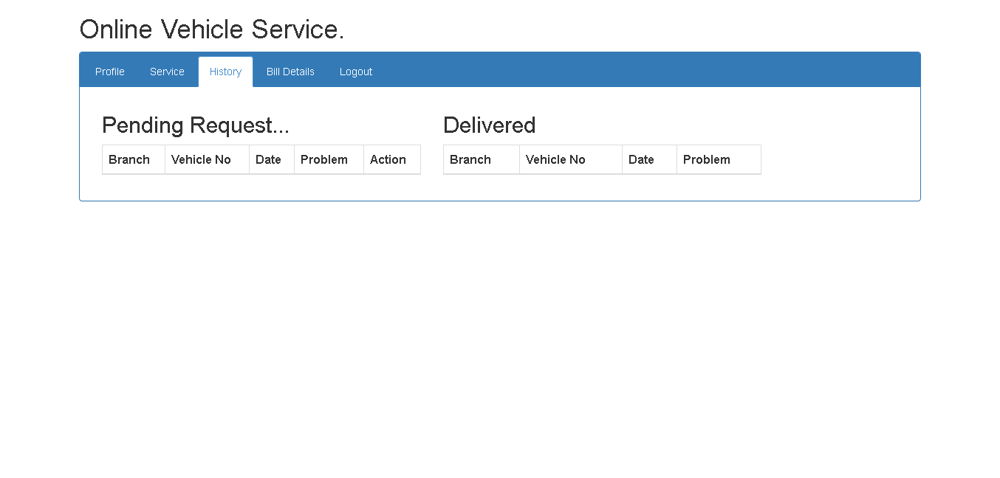 Online Vehicle Service.
Profile Service History Bill Details Logout
Pending Request...
Branch Vehicle No Date Problem Action
Delivered
Branch Vehicle No Date Problem